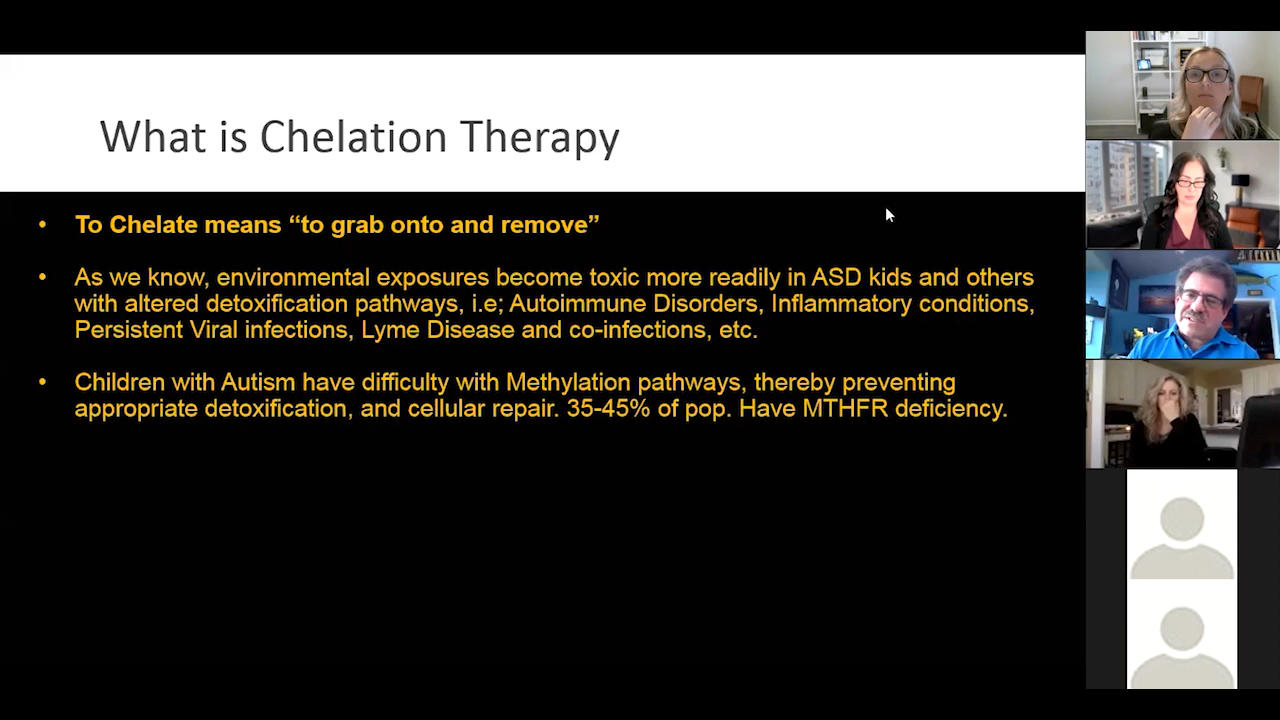 What is Chelation Therapy
• To Chelate means “to grab onto and remove”
• As we know, environmental exposures become toxic more readily in ASD kids and others
with altered detoxification pathways, i.e; Autoimmune Disorders, Inflammatory conditions,
Persistent Viral infections, Lyme Disease and co-infections, etc.
• Children with Autism have difficulty with Methylation pathways, thereby preventing
appropriate detoxification, and cellular repair. 35-45% of pop. Have MTHFR deficiency.